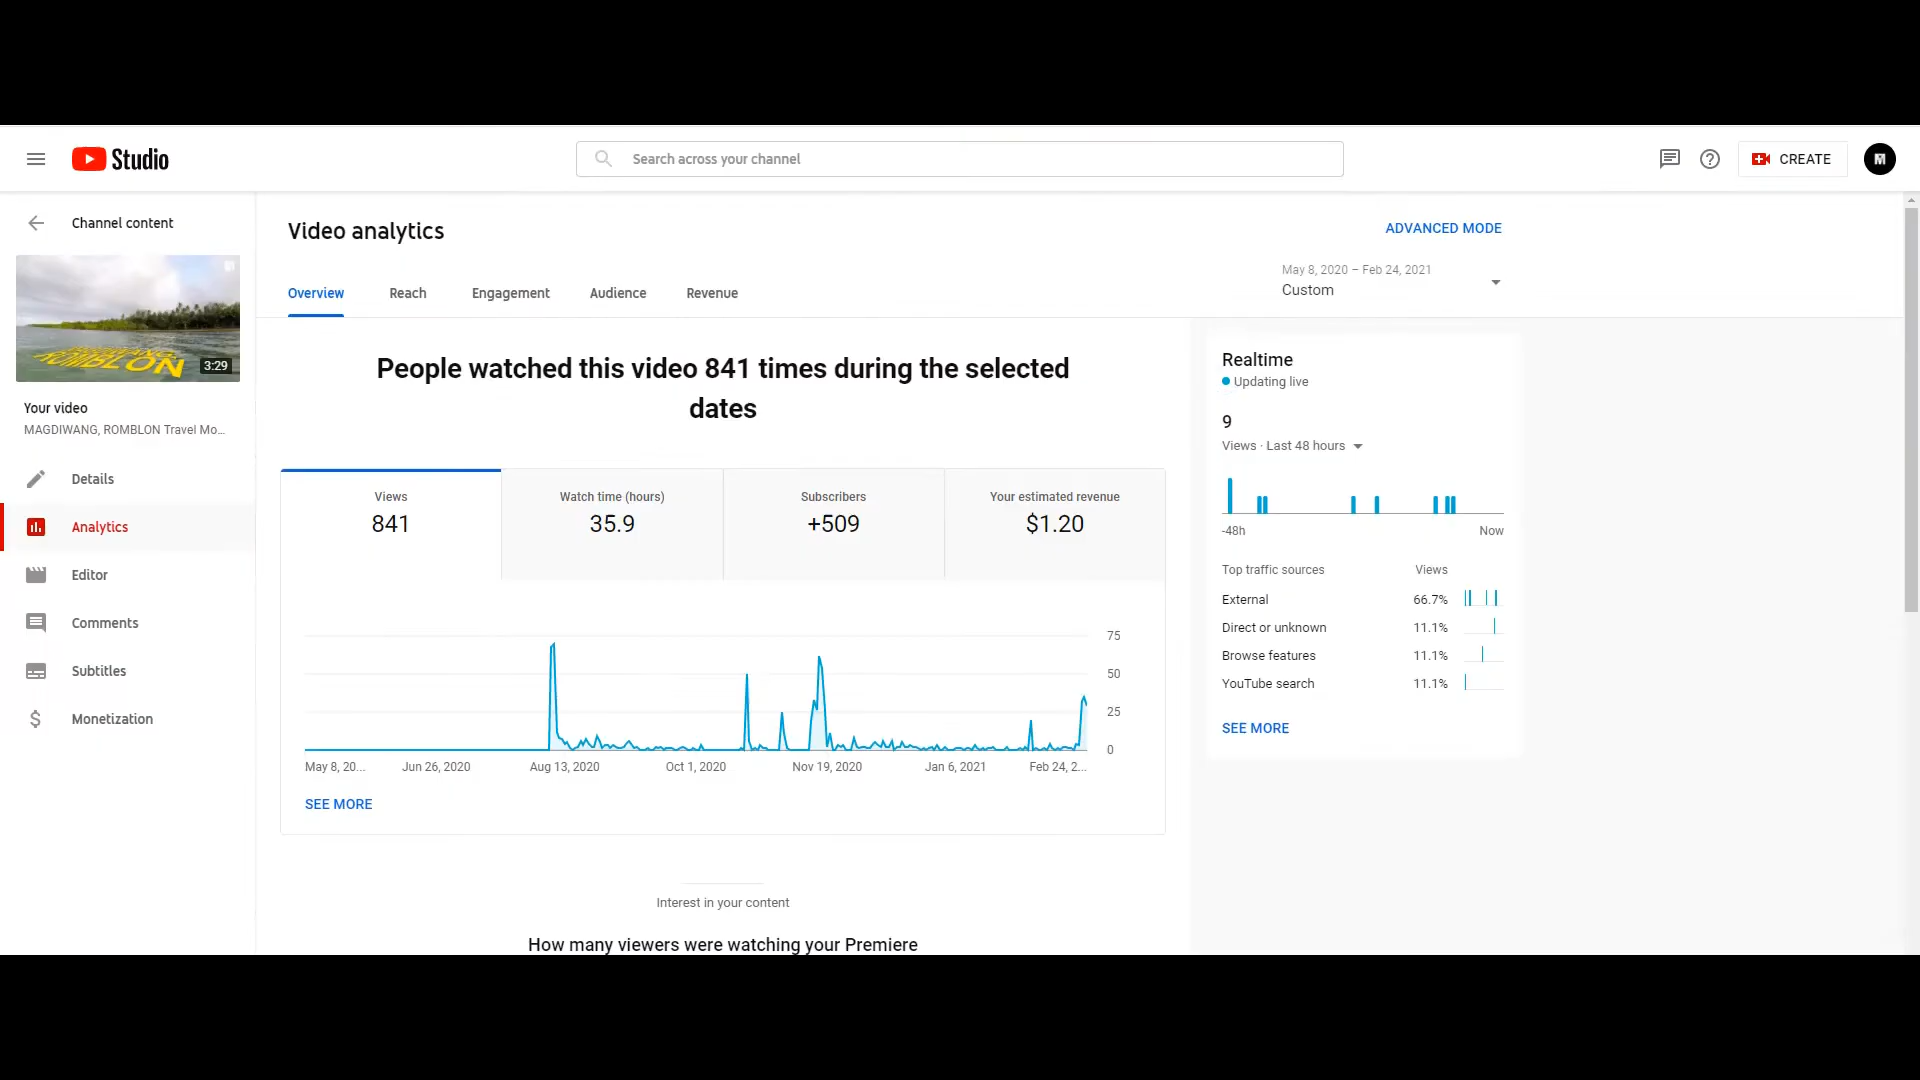 Studio
Search across your channel
CREATE
M
Channel content
Video analytics
ADVANCED MODE
May 8, 2020 – Feb 24, 2021
Custom
Overview
Reach
Engagement
Audience
Revenue
ROMBLON
3:29
Your video
MAGDIWANG, ROMBLON Travel Mo...
Details
Analytics
Editor
Comments
Subtitles
Monetization
People watched this video 841 times during the selected
dates
Views
841
Watch time (hours)
35.9
Subscribers
+509
Your estimated revenue
$1.20
75
50
25
0
May 8, 20...
Jun 26, 2020
Aug 13, 2020
Oct 1, 2020
Nov 19, 2020
Jan 6, 2021
Feb 24, 2...
SEE MORE
Interest in your content
How many viewers were watching your Premiere
Realtime
Updating live
9
Views · Last 48 hours
-48h
Now
Top traffic sources
Views
External
66.7%
Direct or unknown
11.1%
Browse features
11.1%
YouTube search
11.1%
SEE MORE